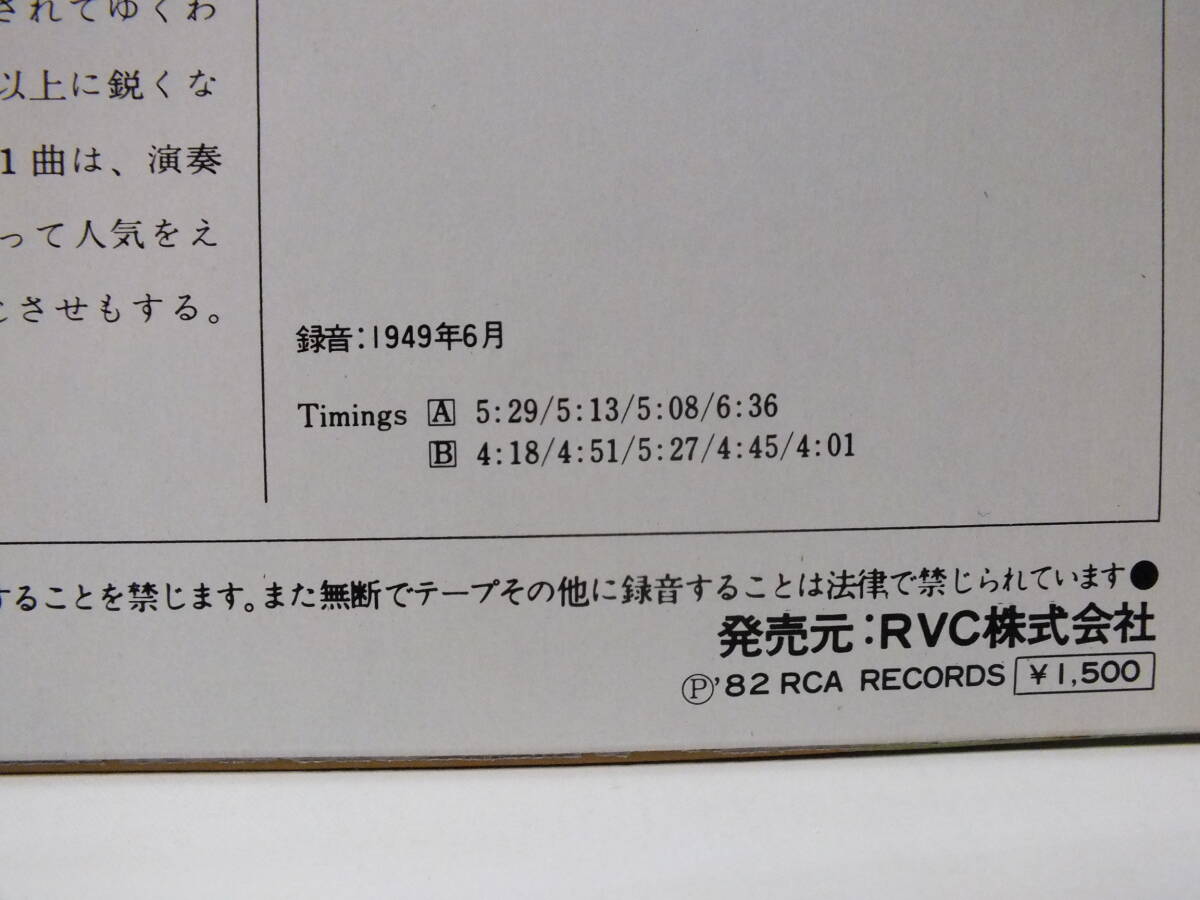 されてゆくわ
以上に鋭くな
1曲は、演奏
って人気をえ
とさせもする。
録音:1949年6月
Timings A 5:29/5:13/5:08/6:36
B 4:18/4:51/5:27/4:45/4:01
することを禁じます。また無断でテープその他に録音することは法律で禁じられています●
発売元:RVC株式会社
Ⓟ'82 RCA RECORDS ¥1,500